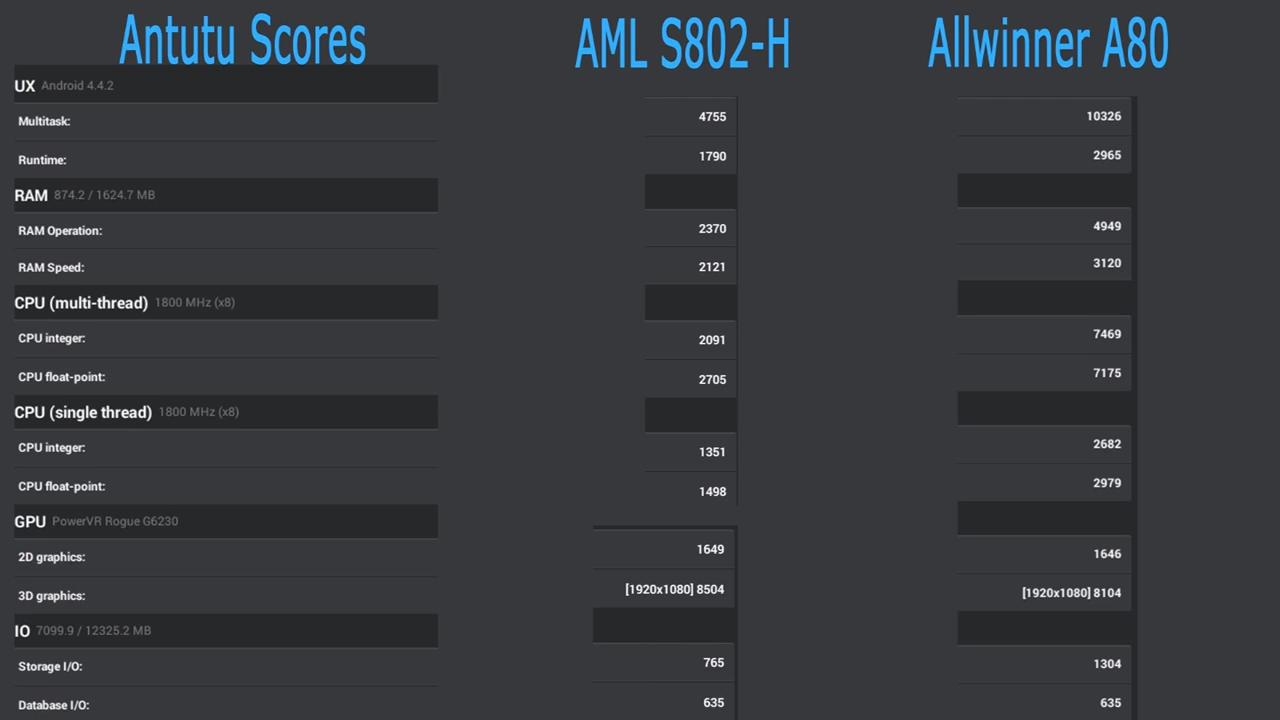 Antutu Scores AML S802-H Allwinner A80
UX Android 4.4.2
Multitask: 4755 10326
Runtime: 1790 2965
RAM 874.2 / 1624.7 MB
RAM Operation: 2370 4949
RAM Speed: 2121 3120
CPU (multi-thread) 1800 MHz (x8)
CPU integer: 2091 7469
CPU float-point: 2705 7175
CPU (single thread) 1800 MHz (x8)
CPU integer: 1351 2682
CPU float-point: 1498 2979
GPU PowerVR Rogue G6230
2D graphics: 1649 1646
3D graphics: [1920x1080] 8504 [1920x1080] 8104
IO 7099.9 / 12325.2 MB
Storage I/O: 765 1304
Database I/O: 635 635